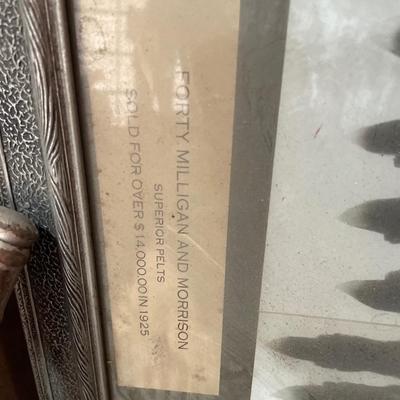 FORTY MILLIGAN AND MORRISON
SUPERIOR PELTS
SOLD FOR OVER $14,000.00 IN 1925